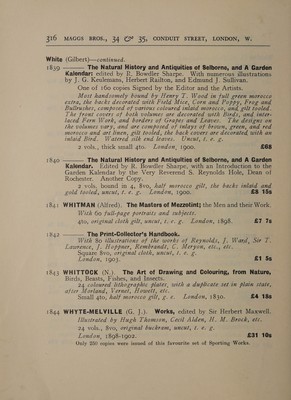 316 MAGGS BROS., 34 & 35, CONDUIT STREET, LONDON, W.
White (Gilbert)—continued.
1839 ——— The Natural History and Antiquities of Selborne, and A Garden
Kalendar: edited by R. Bowdler Sharpe. With numerous illustrations
by J. G. Keulemans, Herbert Railton, and Edmund J. Sullivan.
One of 160 copies Signed by the Editor and the Artists.
Most handsomely bound by Henry T. Wood in full green morocco
extra, the backs decorated with Field Mice, Corn and Poppy, Frog and
Bullrushes, composed of various coloured inlaid morocco, and gilt tooled.
The front covers of both volumes are decorated with Birds, and inter-
laced Fern Work, and borders of Grapes and Leaves. The designs on
the volumes vary, and are composed of inlays of brown, green, and red
morocco and art linen, gilt tooled, the back covers are decorated with an
inlaid Bird. Watered silk end leaves. Uncut, t. e. g.
2 vols., thick small 4to. London, 1900. £68
1840 ——— The Natural History and Antiquities of Selborne, and A Garden
Kalendar. Edited by R. Bowdler Sharpe, with an Introduction to the
Garden Kalendar by the Very Reverend S. Reynolds Hole, Dean of
Rochester. Another Copy.
2 vols. bound in 4, 8vo, half morocco gilt, the backs inlaid and
gold tooled, uncut, t. e. g. London, 1900. £5 15s
1841 WHITMAN (Alfred). The Masters of Mezzotint; the Men and their Work.
With 60 full-page portraits and subjects.
4to, original cloth gilt, uncut, t. e. g. London, 1898. £7 7s
1842 ——— The Print-Collector's Handbook.
With 80 illustrations of the works of Reynolds, J. Ward, Sir T.
Lawrence, J. Hoppner, Rembrandt, C. Meryon, etc., etc.
Square 8vo, original cloth, uncut, t. e. g.
London, 1903. £1 5s
1843 WHITTOCK (N.). The Art of Drawing and Colouring, from Nature,
Birds, Beasts, Fishes, and Insects.
24 coloured lithographic plates, with a duplicate set in plain state,
after Morland, Vernet, Howett, etc.
Small 4to, half morocco gilt, g. e. London, 1830. £4 18s
1844 WHYTE-MELVILLE (G. J.). Works, edited by Sir Herbert Maxwell.
Illustrated by Hugh Thomson, Cecil Alden, H. M. Brock, etc.
24 vols., 8vo, original buckram, uncut, t. e. g.
London, 1898-1902. £31 10s
Only 250 copies were issued of this favourite set of Sporting Works.